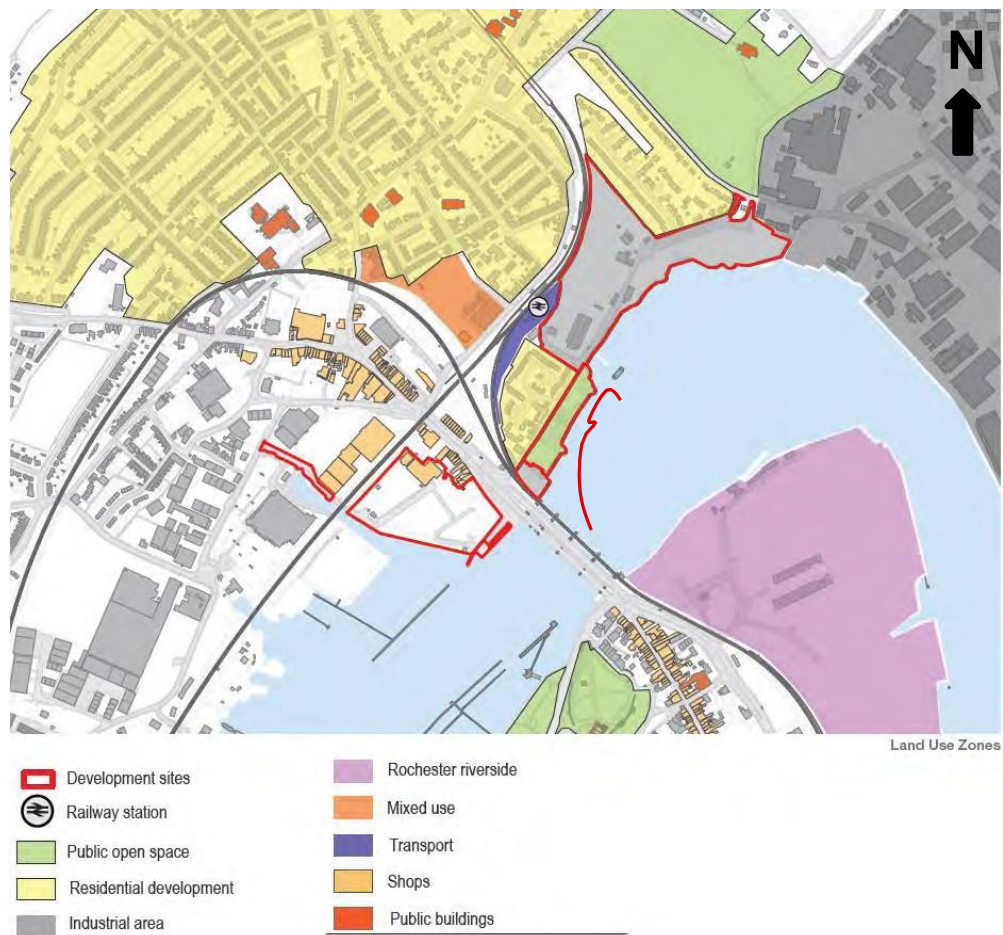 N
Land Use Zones
Development sites
Railway station
Public open space
Residential development
Industrial area
Rochester riverside
Mixed use
Transport
Shops
Public buildings